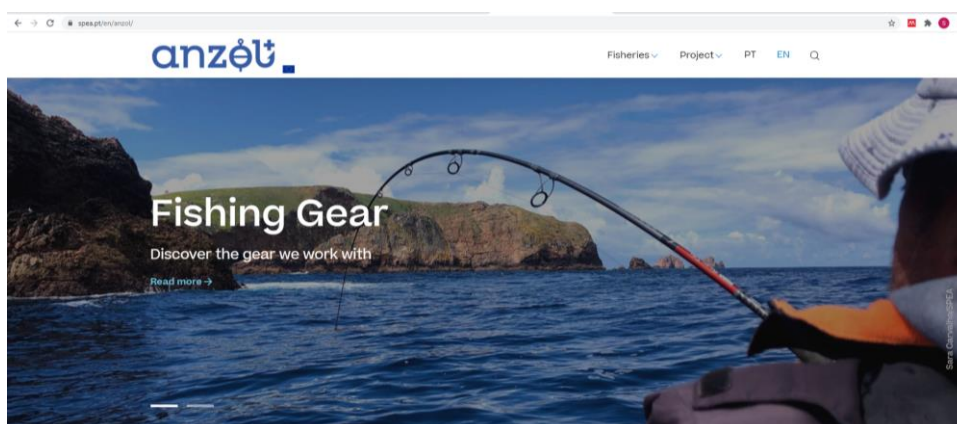 spea.pt/en/anzol/
anzol+
Fisheries Project PT EN
Fishing Gear
Discover the gear we work with
Read more →
Sara Carvalho/SPEA